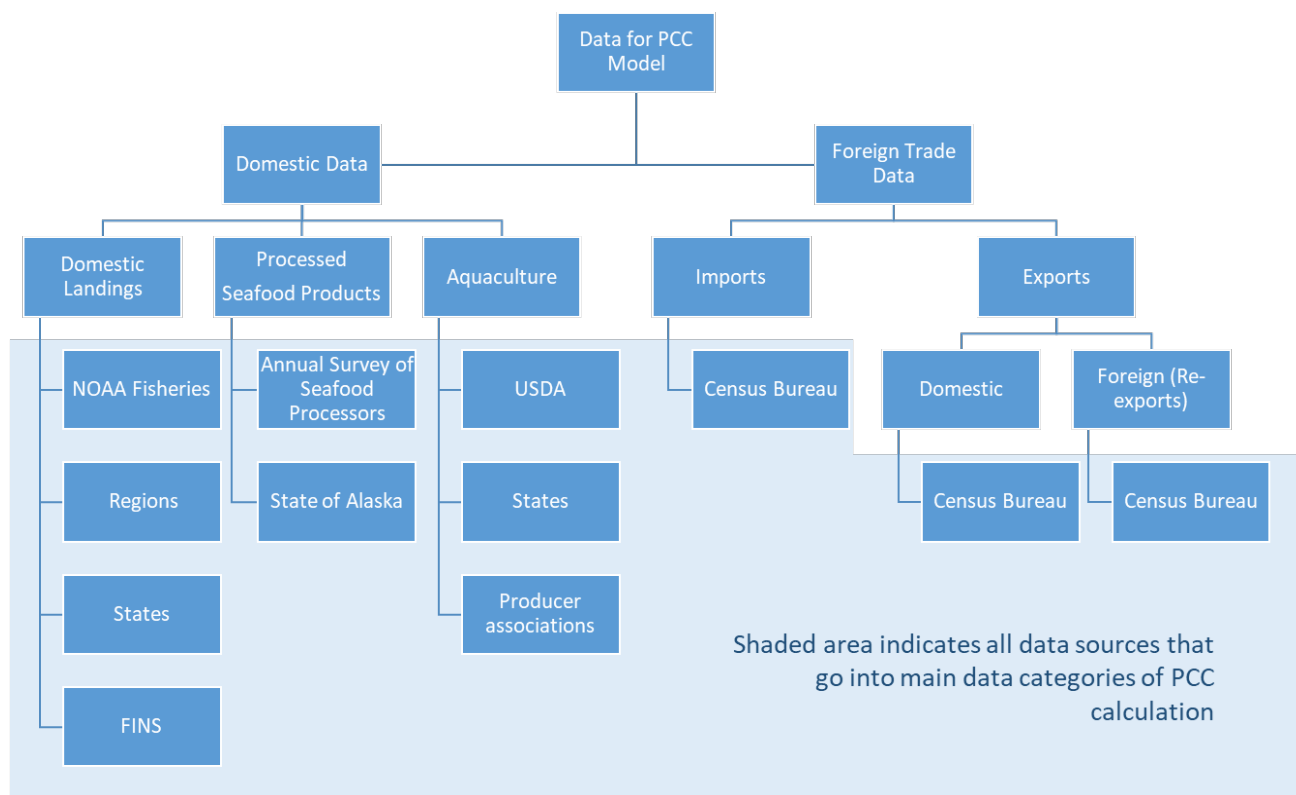 Data for PCC
Model
Domestic Data
Foreign Trade
Data
Domestic
Landings
Processed
Seafood Products
Aquaculture
Imports
Exports
NOAA Fisheries
Annual Survey of
Seafood
Processors
USDA
Census Bureau
Domestic
Foreign (Re-
exports)
Regions
State of Alaska
States
Census Bureau
Census Bureau
States
Producer
associations
FINS
Shaded area indicates all data sources that
go into main data categories of PCC
calculation